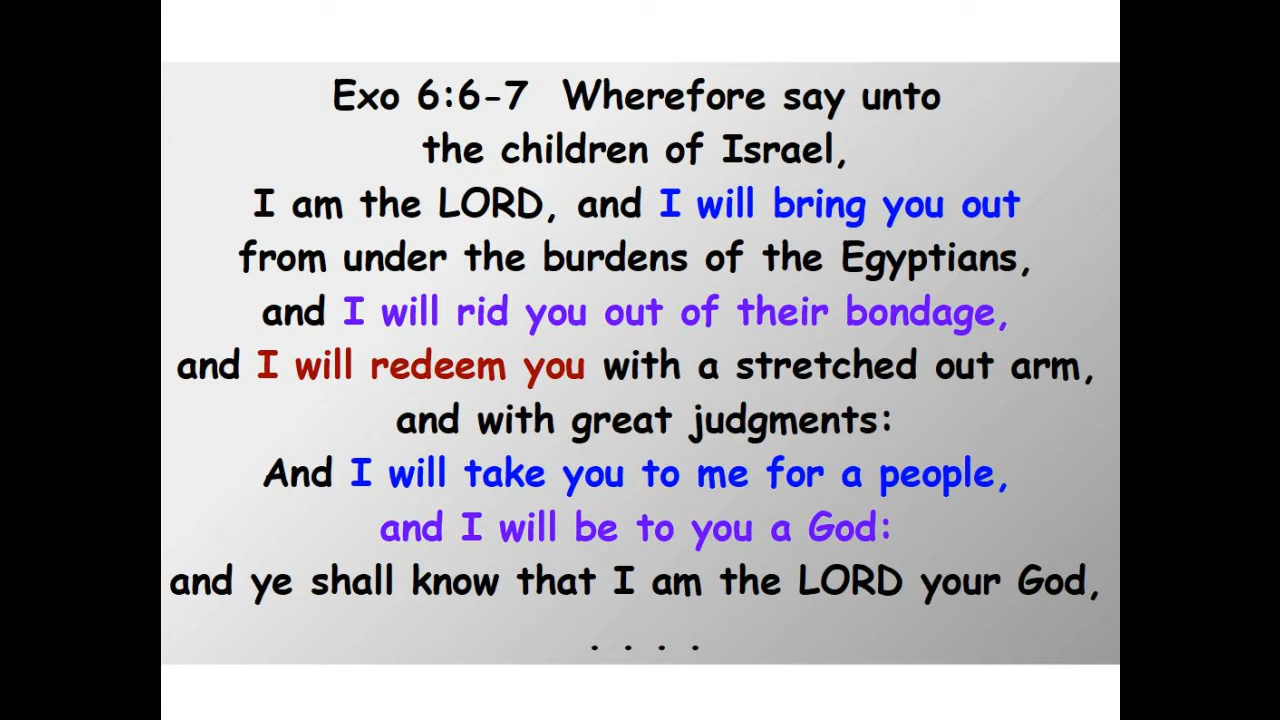 Exo 6:6-7  Wherefore say unto
the children of Israel,
I am the LORD, and I will bring you out
from under the burdens of the Egyptians,
and I will rid you out of their bondage,
and I will redeem you with a stretched out arm,
and with great judgments:
And I will take you to me for a people,
and I will be to you a God:
and ye shall know that I am the LORD your God,
. . . .